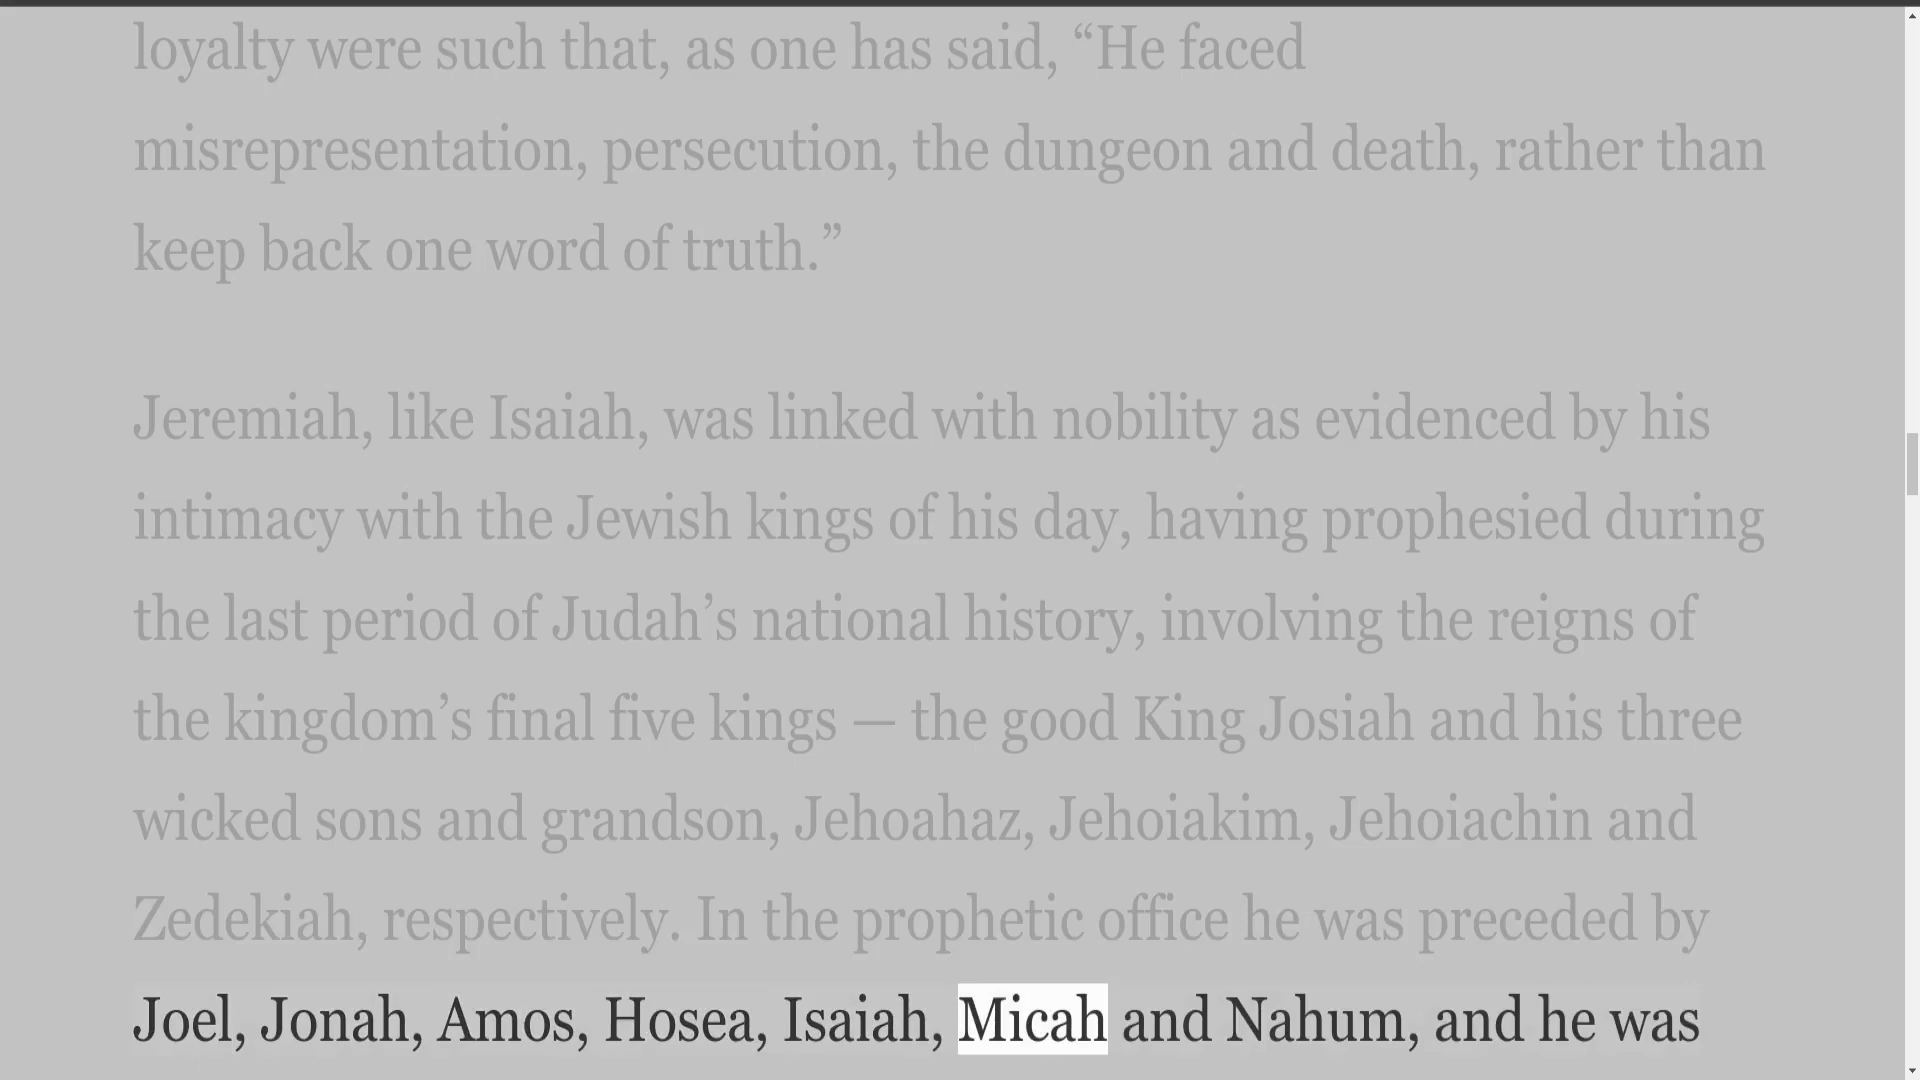 loyalty were such that, as one has said, “He faced
misrepresentation, persecution, the dungeon and death, rather than
keep back one word of truth.”
Jeremiah, like Isaiah, was linked with nobility as evidenced by his
intimacy with the Jewish kings of his day, having prophesied during
the last period of Judah’s national history, involving the reigns of
the kingdom’s final five kings — the good King Josiah and his three
wicked sons and grandson, Jehoahaz, Jehoiakim, Jehoiachin and
Zedekiah, respectively. In the prophetic office he was preceded by
Joel, Jonah, Amos, Hosea, Isaiah, Micah and Nahum, and he was